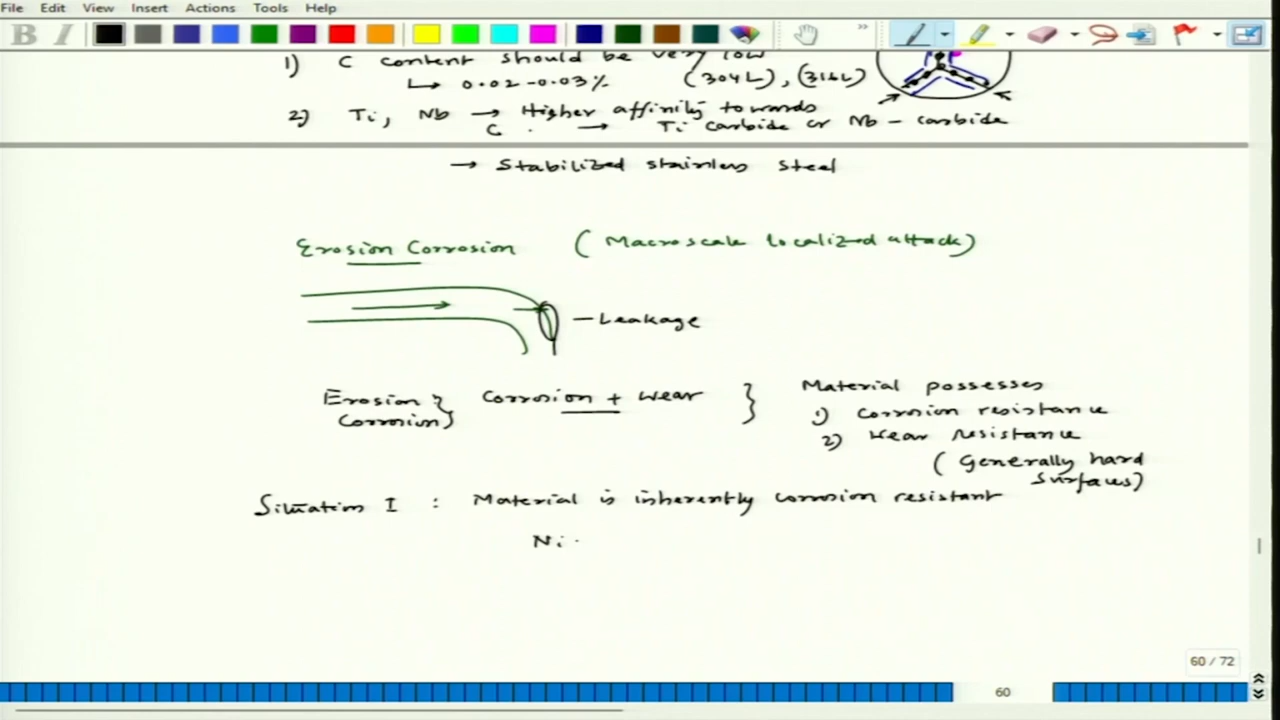 File Edit View Insert Actions Tools Help
B I
1) C content should be very low
↳ 0.02 - 0.03% (304L), (316L)
2) Ti, Nb → Higher affinity towards
C → Ti carbide or Nb - carbide
→ Stabilized stainless steel
Erosion Corrosion (Macroscale localized attack)
- Leakage
Erosion Corrosion } Corrosion + Wear } Material possesses
1) Corrosion resistance
2) Wear resistance
(Generally hard surfaces)
Situation I : Material is inherently corrosion resistant
Ni
60 / 72
60